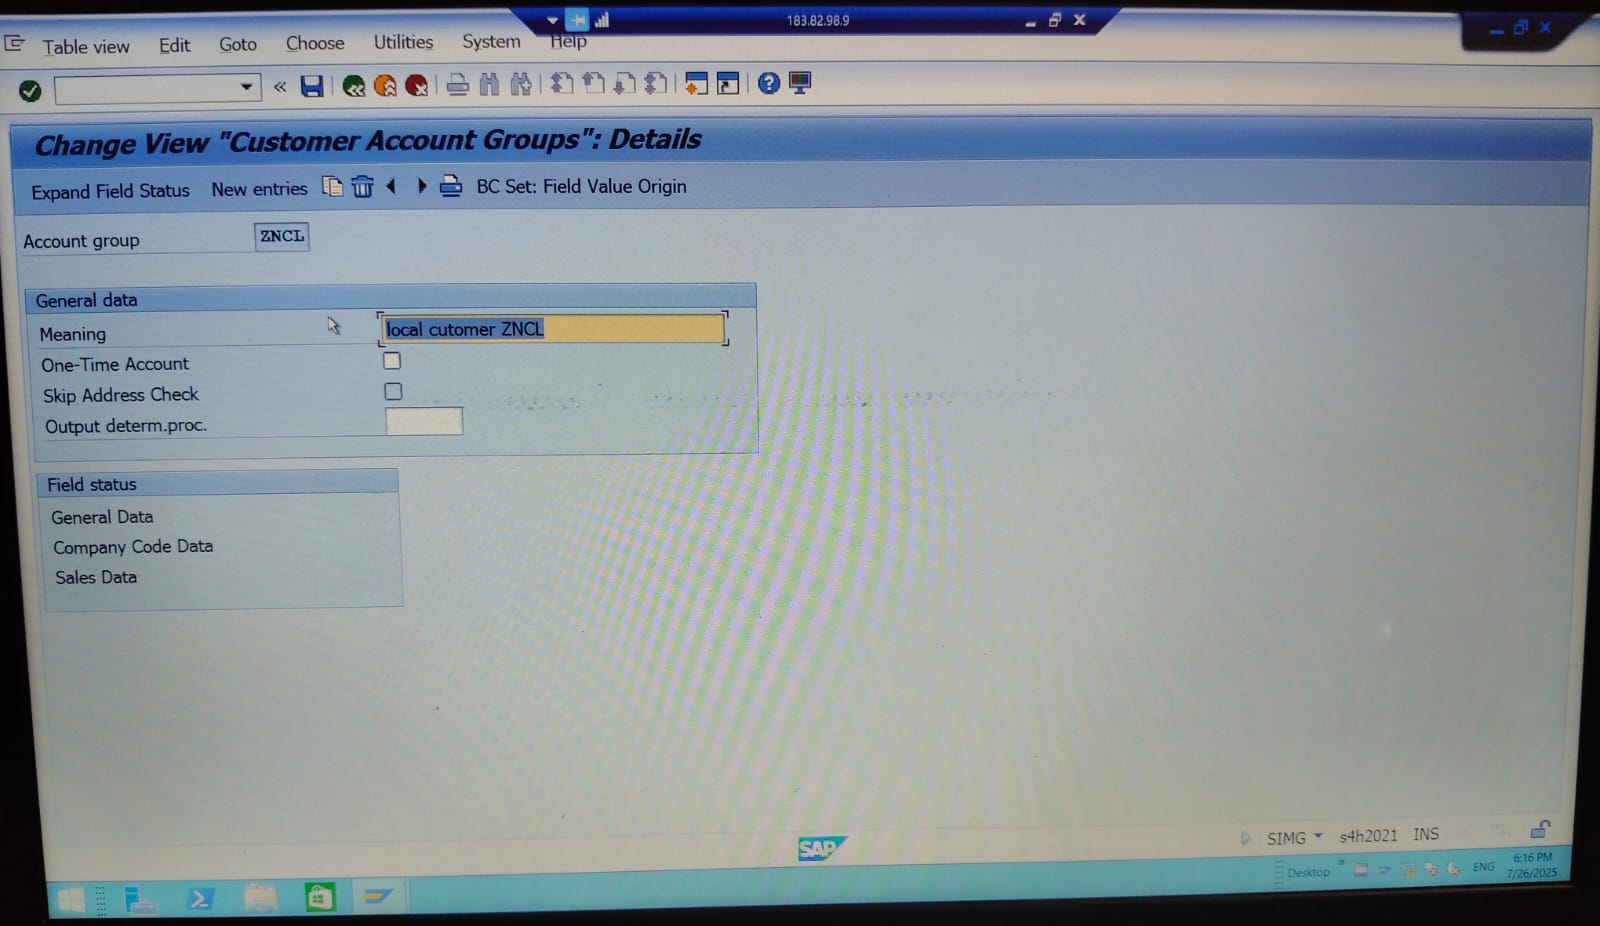 183.82.98.9
Table view Edit Goto Choose Utilities System Help
Change View "Customer Account Groups": Details
Expand Field Status New entries BC Set: Field Value Origin
Account group ZNCL
General data
Meaning local cutomer ZNCL
One-Time Account
Skip Address Check
Output determ.proc.
Field status
General Data
Company Code Data
Sales Data
SAP
SIMG s4h2021 INS
Desktop ENG 6:16 PM
7/26/2025